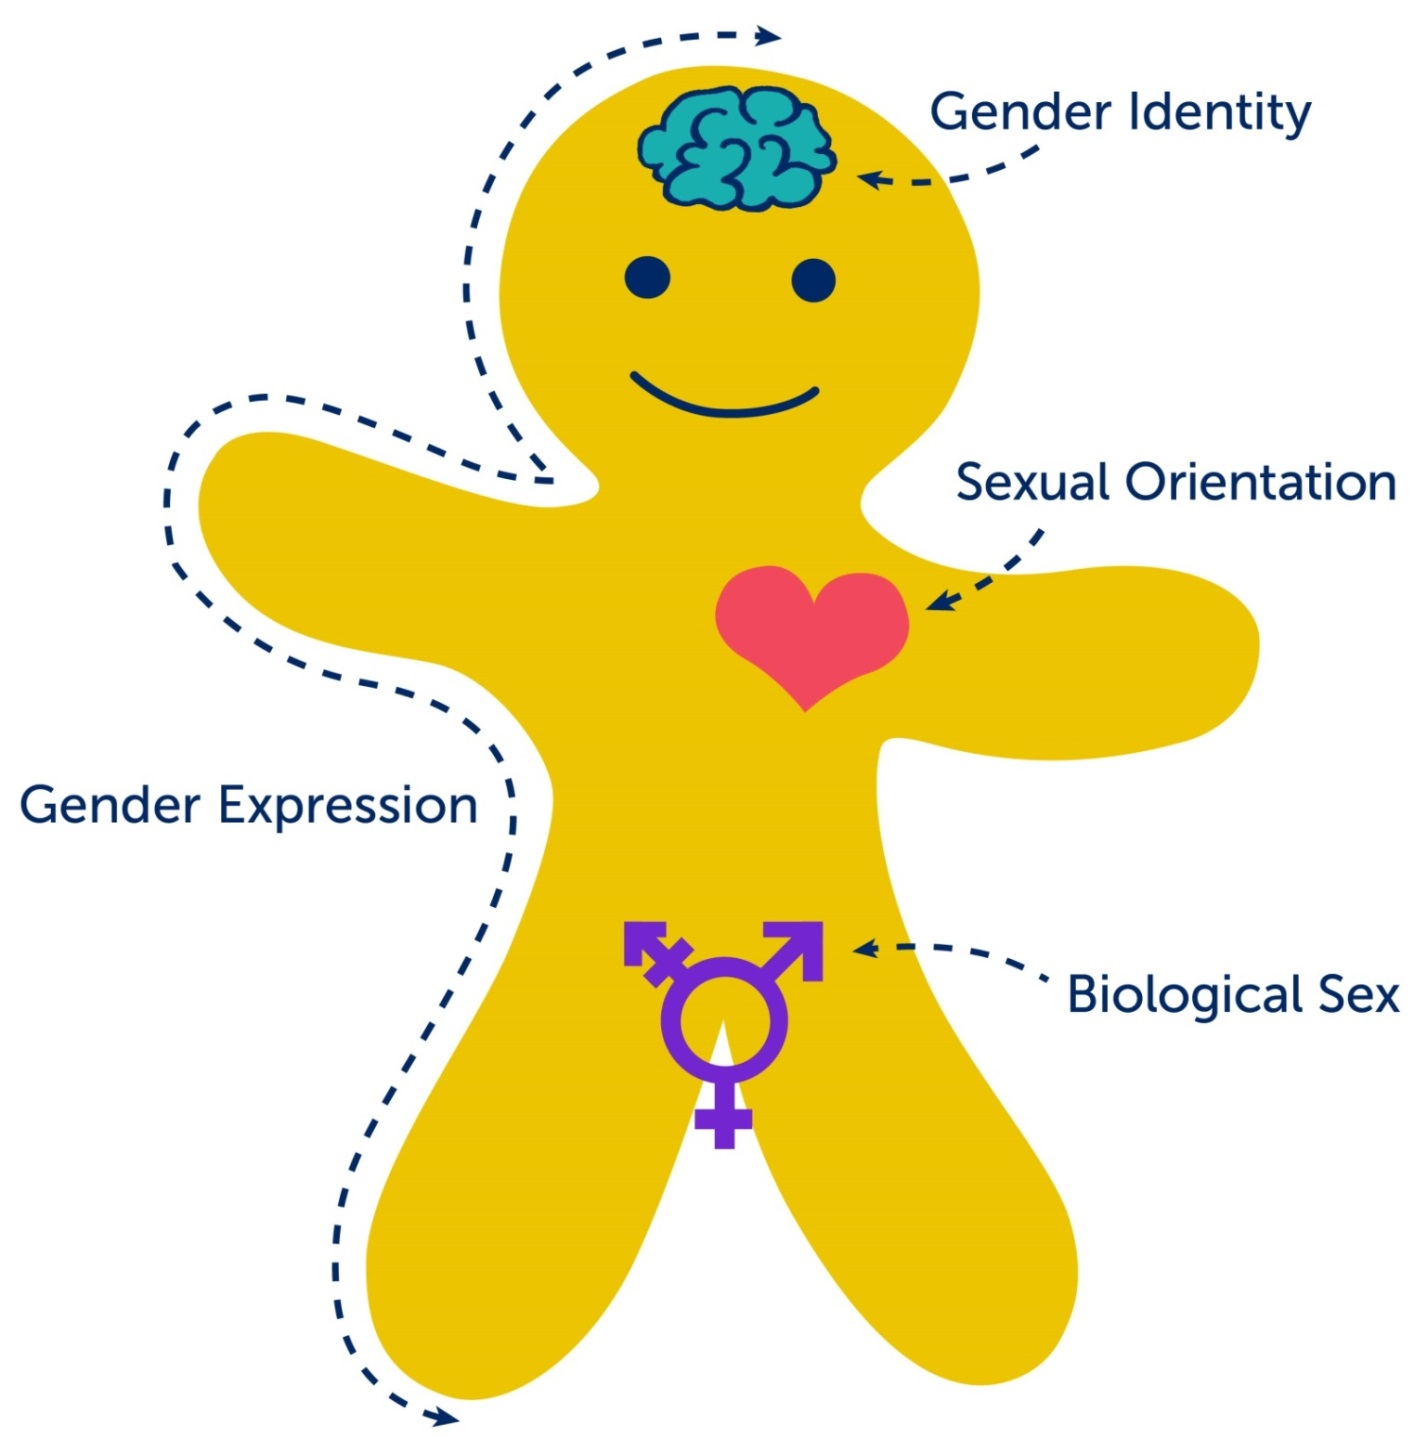 Gender Identity
Sexual Orientation
Gender Expression
Biological Sex